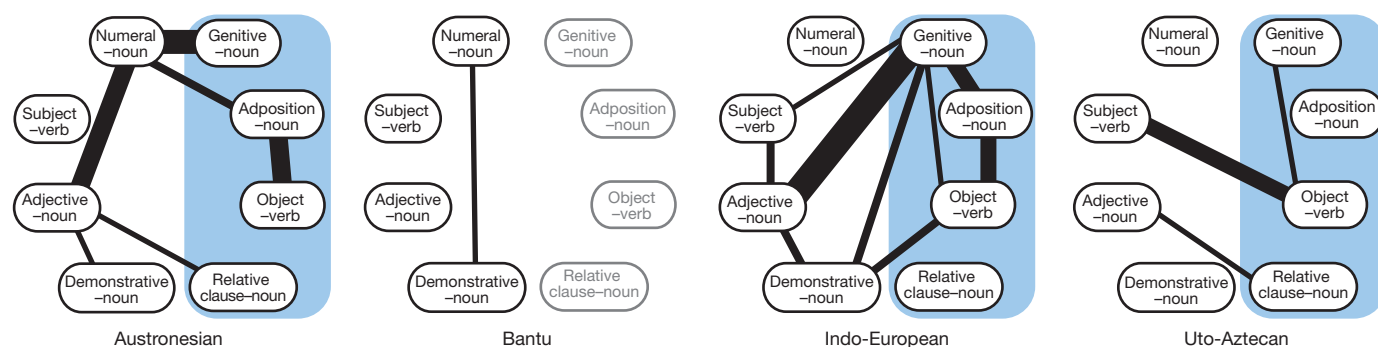 Numeral
–noun
Genitive
–noun
Subject
–verb
Adposition
–noun
Adjective
–noun
Object
–verb
Demonstrative
–noun
Relative
clause–noun
Austronesian
Numeral
–noun
Genitive
–noun
Subject
–verb
Adposition
–noun
Adjective
–noun
Object
–verb
Demonstrative
–noun
Relative
clause–noun
Bantu
Numeral
–noun
Genitive
–noun
Subject
–verb
Adposition
–noun
Adjective
–noun
Object
–verb
Demonstrative
–noun
Relative
clause–noun
Indo-European
Numeral
–noun
Genitive
–noun
Subject
–verb
Adposition
–noun
Adjective
–noun
Object
–verb
Demonstrative
–noun
Relative
clause–noun
Uto-Aztecan